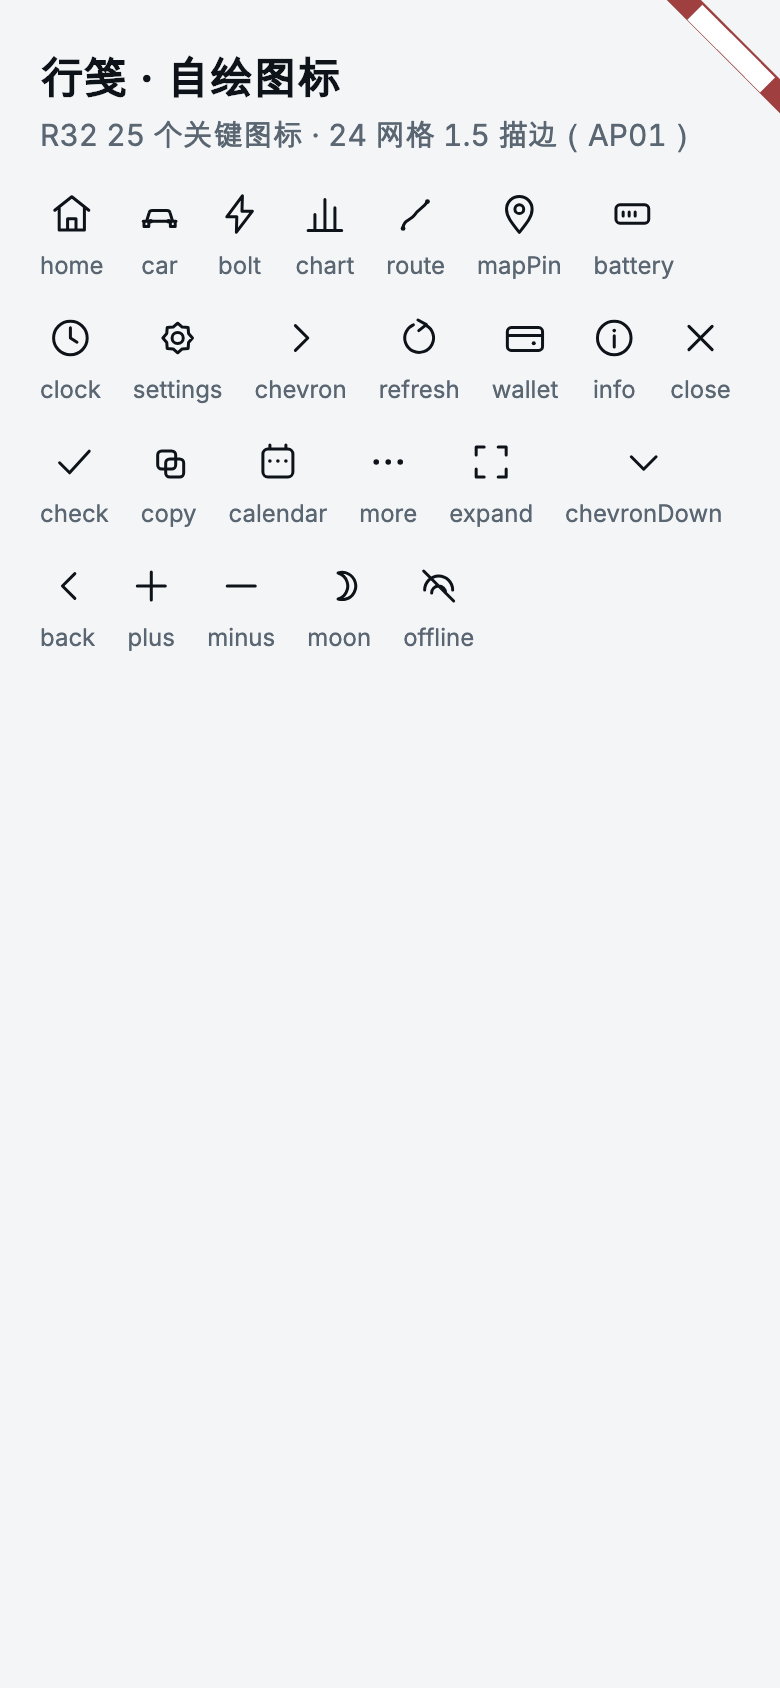 行笺 · 自绘图标
R32 25 个关键图标 · 24 网格 1.5 描边 ( AP01 )
home car bolt chart route mapPin battery
clock settings chevron refresh wallet info close
check copy calendar more expand chevronDown
back plus minus moon offline